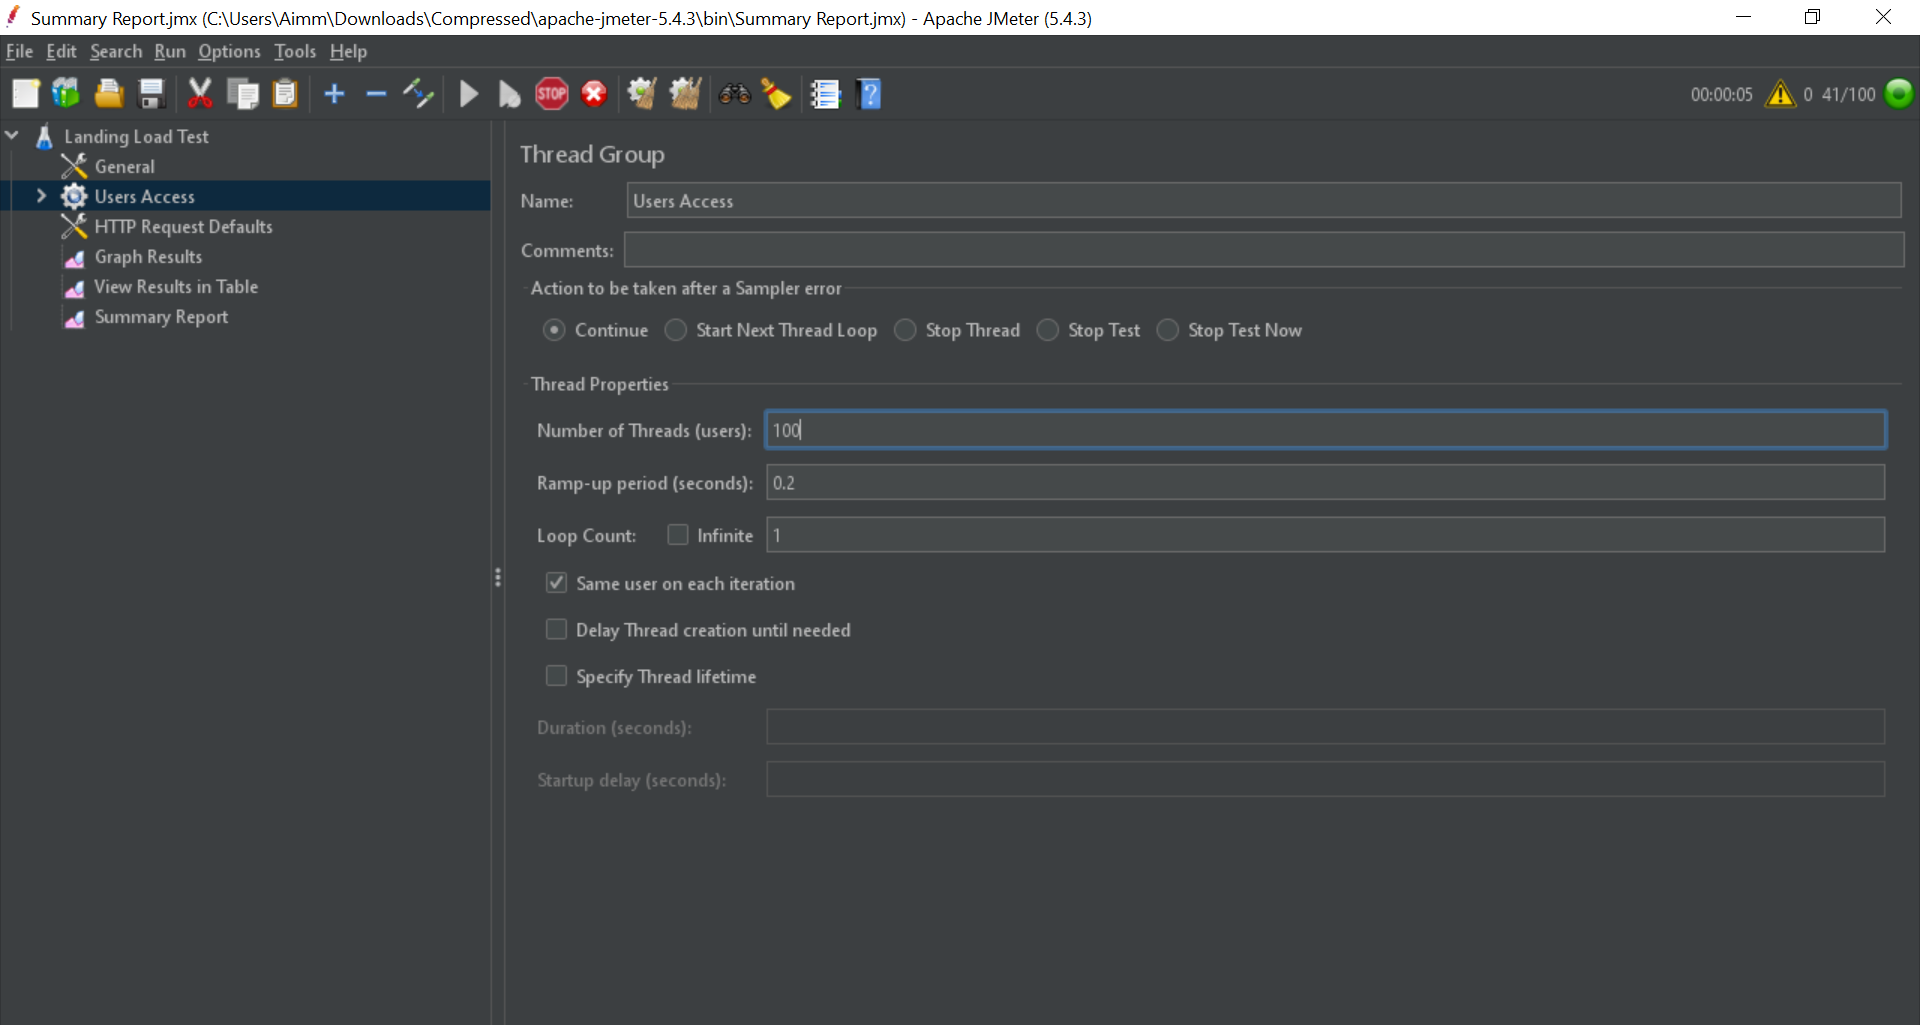 Summary Report.jmx (C:\Users\Aimm\Downloads\Compressed\apache-jmeter-5.4.3\bin\Summary Report.jmx) - Apache JMeter (5.4.3)
File Edit Search Run Options Tools Help
STOP ? 00:00:05 0 41/100
Landing Load Test
General
Users Access
HTTP Request Defaults
Graph Results
View Results in Table
Summary Report
Thread Group
Name: Users Access
Comments:
Action to be taken after a Sampler error
Continue Start Next Thread Loop Stop Thread Stop Test Stop Test Now
Thread Properties
Number of Threads (users): 100
Ramp-up period (seconds): 0.2
Loop Count: Infinite 1
Same user on each iteration
Delay Thread creation until needed
Specify Thread lifetime
Duration (seconds):
Startup delay (seconds):